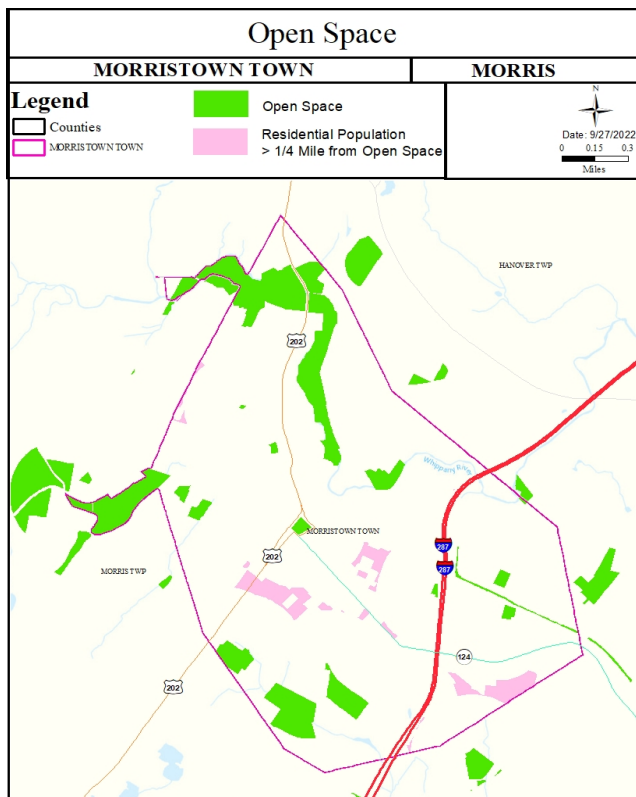 Open Space
MORRISTOWN TOWN
MORRIS
Legend
Counties
MORRISTOWN TOWN
Open Space
Residential Population
> 1/4 Mile from Open Space
N
Date: 9/27/2022
0 0.15 0.3
Miles
HANOVER TWP
202
Whippany River
MORRISTOWN TOWN
287
202
287
MORRIS TWP
124
202